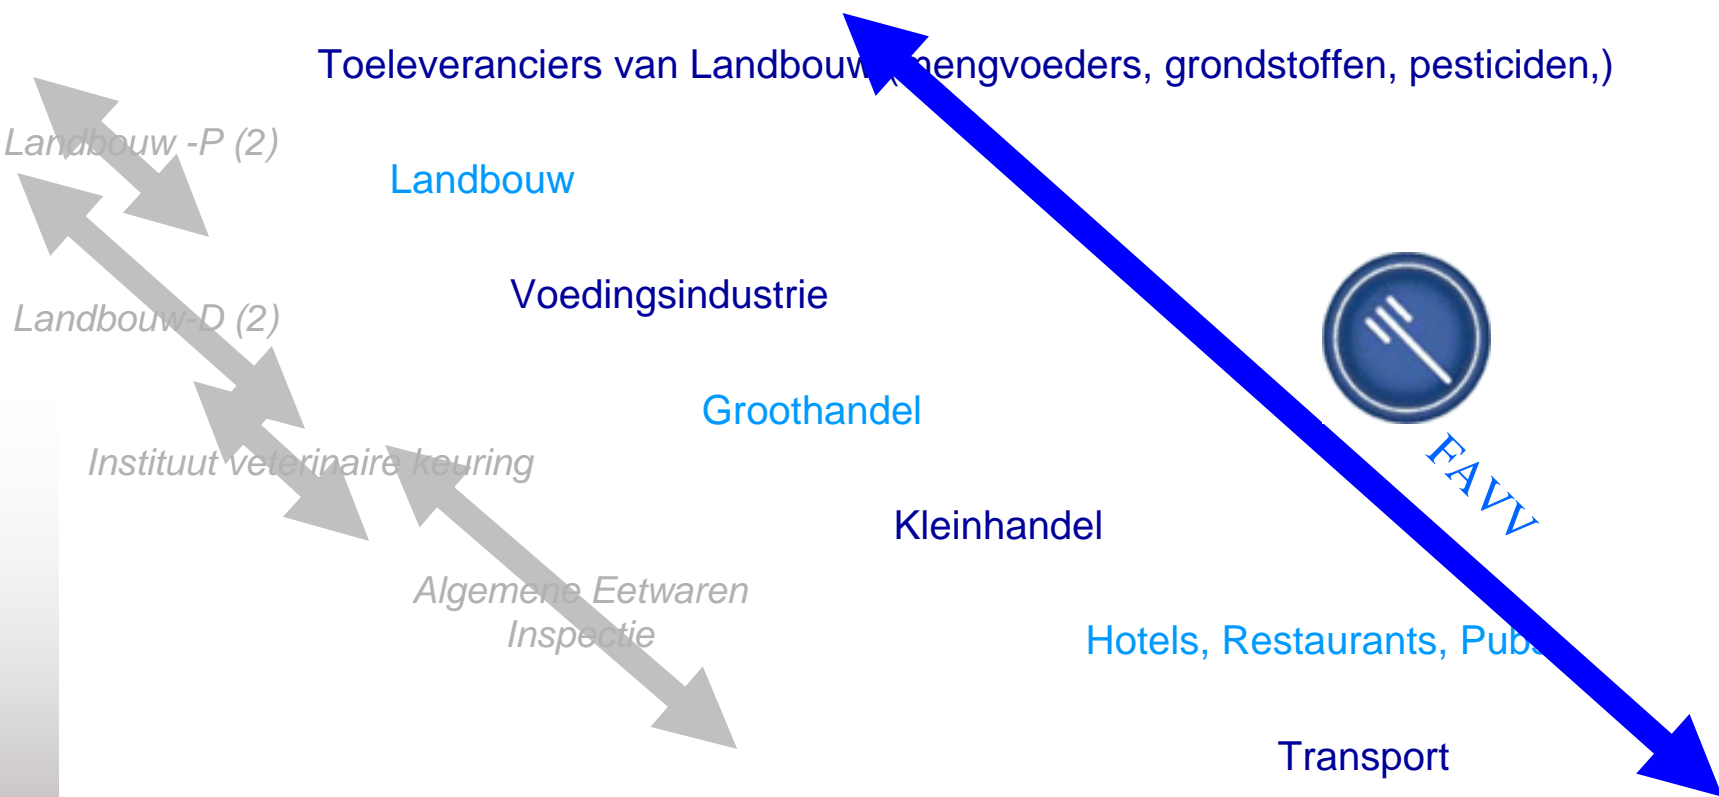 Toeleveranciers van Landbouw (mengvoeders, grondstoffen, pesticiden,)
Landbouw -P (2)
Landbouw
Voedingsindustrie
Landbouw-D (2)
Groothandel
Instituut veterinaire keuring
FAVV
Kleinhandel
Algemene Eetwaren
Inspectie
Hotels, Restaurants, Pubs
Transport